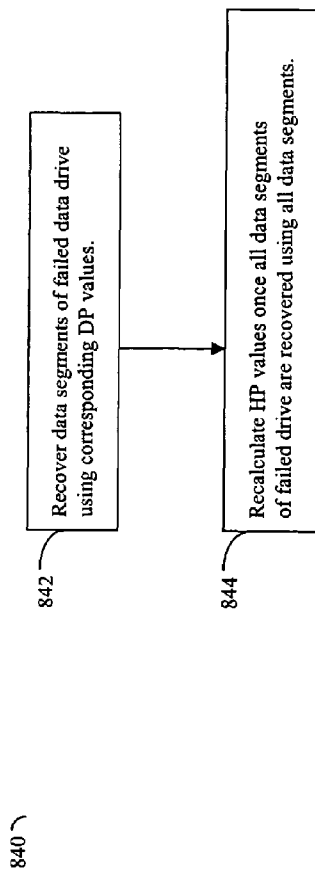 840
842
Recover data segments of failed data drive
using corresponding DP values.
844
Recalculate HP values once all data segments
of failed drive are recovered using all data segments.